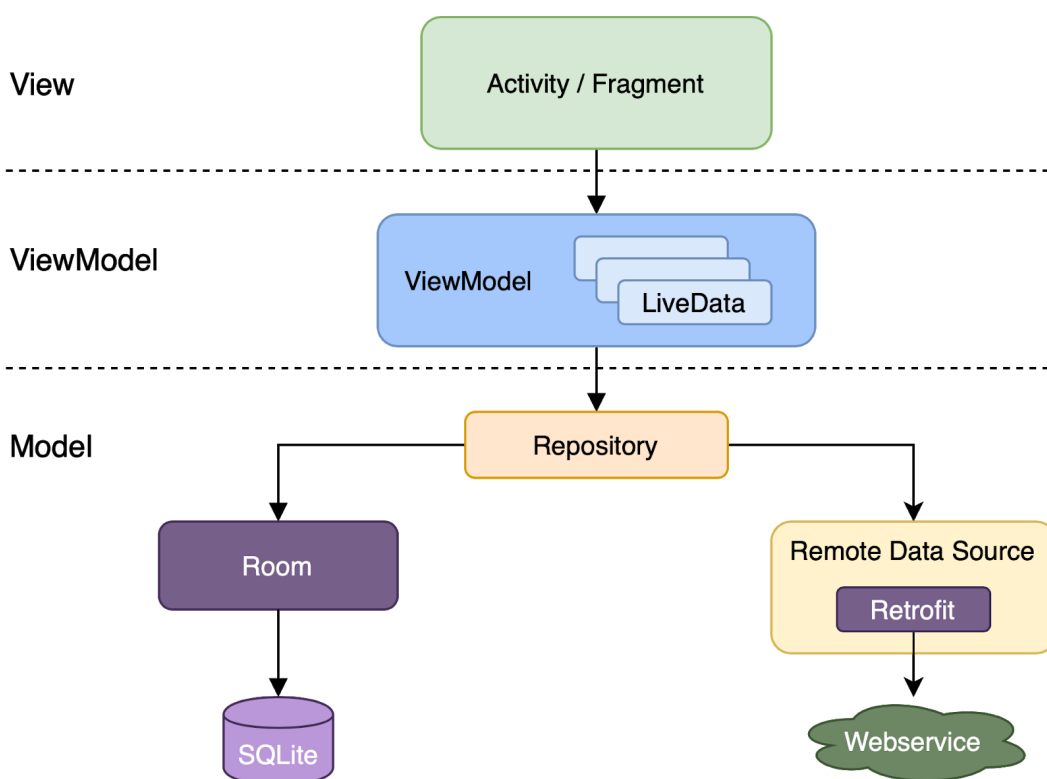 View
Activity / Fragment
ViewModel
ViewModel
LiveData
Model
Repository
Room
Remote Data Source
Retrofit
SQLite
Webservice